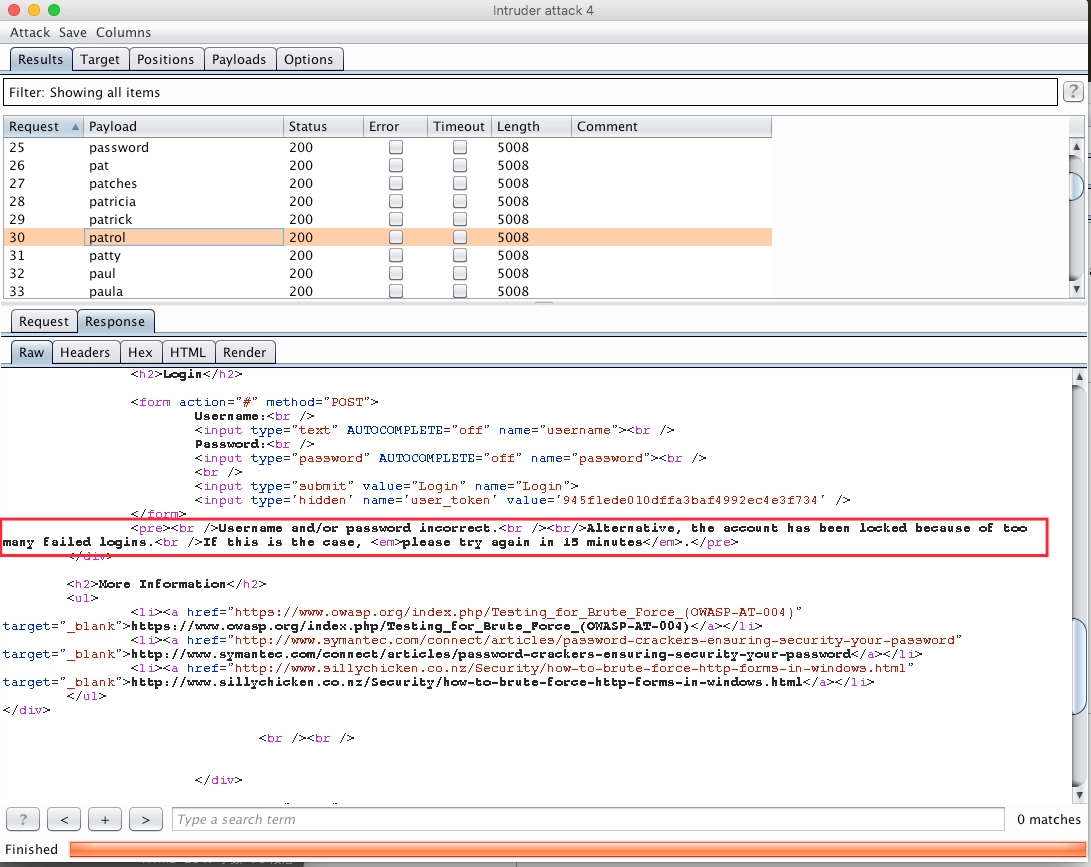 Intruder attack 4
Attack Save Columns
Results Target Positions Payloads Options
Filter: Showing all items ?
Request Payload Status Error Timeout Length Comment
25 password 200 5008
26 pat 200 5008
27 patches 200 5008
28 patricia 200 5008
29 patrick 200 5008
30 patrol 200 5008
31 patty 200 5008
32 paul 200 5008
33 paula 200 5008
Request Response
Raw Headers Hex HTML Render
<h2>Login</h2>
<form action="#" method="POST">
Username:<br />
<input type="text" AUTOCOMPLETE="off" name="username"><br />
Password:<br />
<input type="password" AUTOCOMPLETE="off" name="password"><br />
<br />
<input type="submit" value="Login" name="Login">
<input type='hidden' name='user_token' value='945f1ede010dffa3baf4992ec4e3f734' />
</form>
<pre><br />Username and/or password incorrect.<br /><br/>Alternative, the account has been locked because of too
many failed logins.<br />If this is the case, <em>please try again in 15 minutes</em>.</pre>
</div>
<h2>More Information</h2>
<ul>
<li><a href="https://www.owasp.org/index.php/Testing_for_Brute_Force_(OWASP-AT-004)"
target="_blank">https://www.owasp.org/index.php/Testing_for_Brute_Force_(OWASP-AT-004)</a></li>
<li><a href="http://www.symantec.com/connect/articles/password-crackers-ensuring-security-your-password"
target="_blank">http://www.symantec.com/connect/articles/password-crackers-ensuring-security-your-password</a></li>
<li><a href="http://www.sillychicken.co.nz/Security/how-to-brute-force-http-forms-in-windows.html"
target="_blank">http://www.sillychicken.co.nz/Security/how-to-brute-force-http-forms-in-windows.html</a></li>
</ul>
</div>
<br /><br />
</div>
? < + > Type a search term 0 matches
Finished